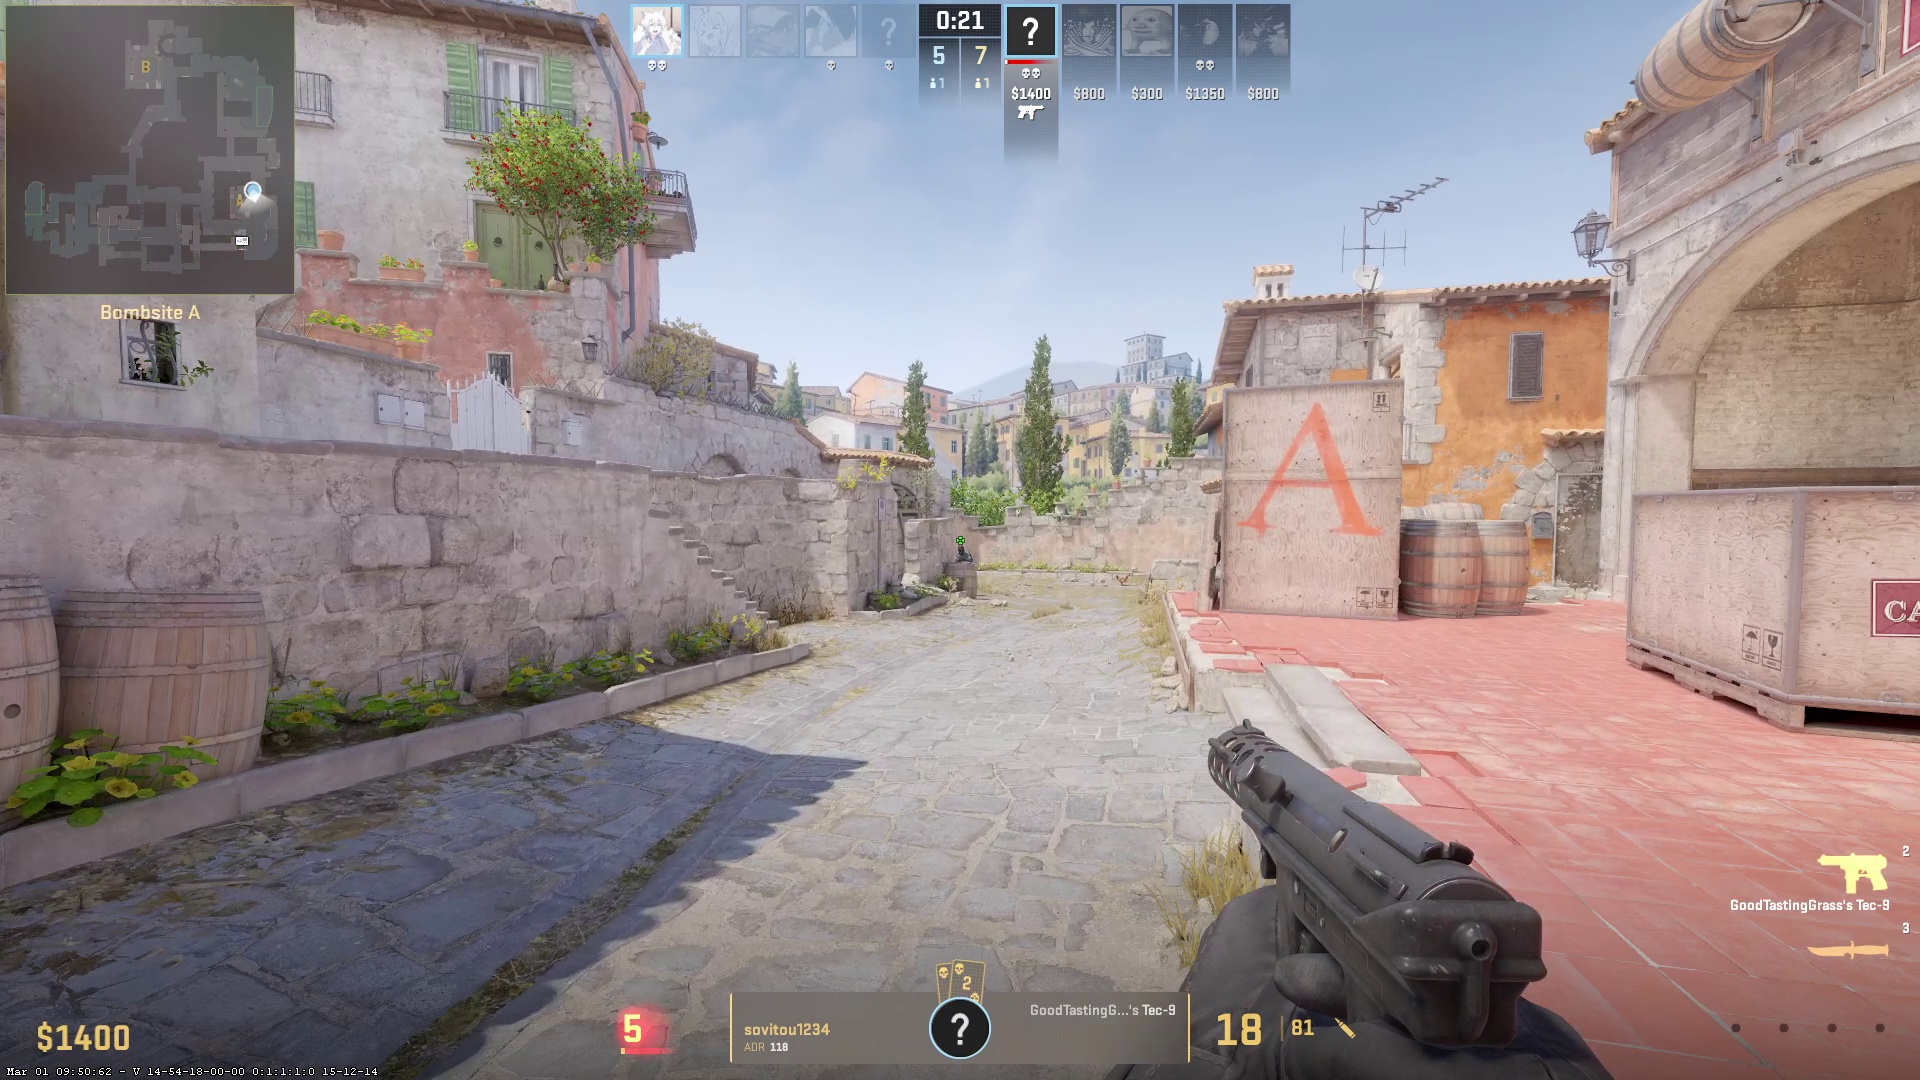 B
A
Bombsite A
?
0:21
5 7
1 1
?
$1400 $800 $300 $1350 $800
A
CA
2
GoodTastingGrass's Tec-9
3
2
GoodTastingG...'s Tec-9
$1400
5
sovitou1234
ADR 118
?
18 81
Mar 01 09:50:62 - V 14-54-18-00-00 0:1:1:1:0 15-12-14